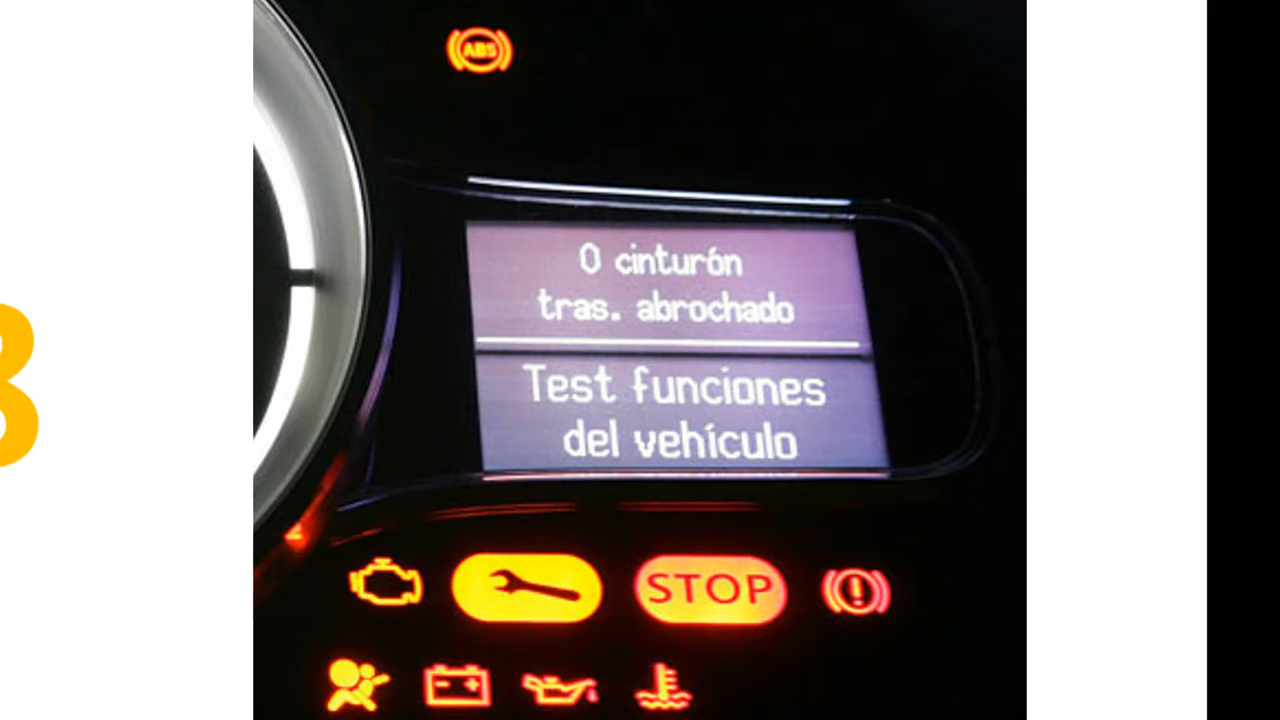 ABS
0 cinturón
tras. abrochado
Test funciones
del vehículo
STOP